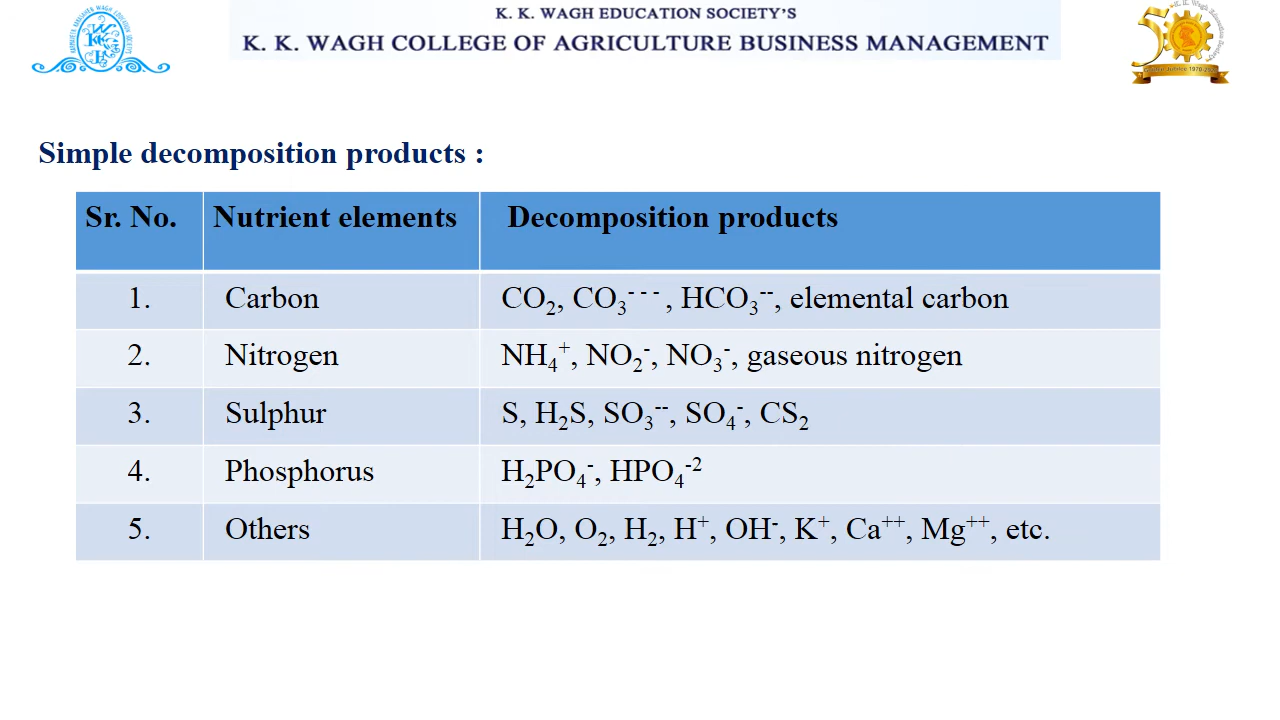 K. K. WAGH EDUCATION SOCIETY'S
K. K. WAGH COLLEGE OF AGRICULTURE BUSINESS MANAGEMENT
Simple decomposition products :
Sr. No. Nutrient elements Decomposition products
1. Carbon CO₂, CO₃⁻ ⁻ ⁻ , HCO₃⁻⁻, elemental carbon
2. Nitrogen NH₄⁺, NO₂⁻, NO₃⁻, gaseous nitrogen
3. Sulphur S, H₂S, SO₃⁻⁻, SO₄⁻, CS₂
4. Phosphorus H₂PO₄⁻, HPO₄⁻²
5. Others H₂O, O₂, H₂, H⁺, OH⁻, K⁺, Ca⁺⁺, Mg⁺⁺, etc.